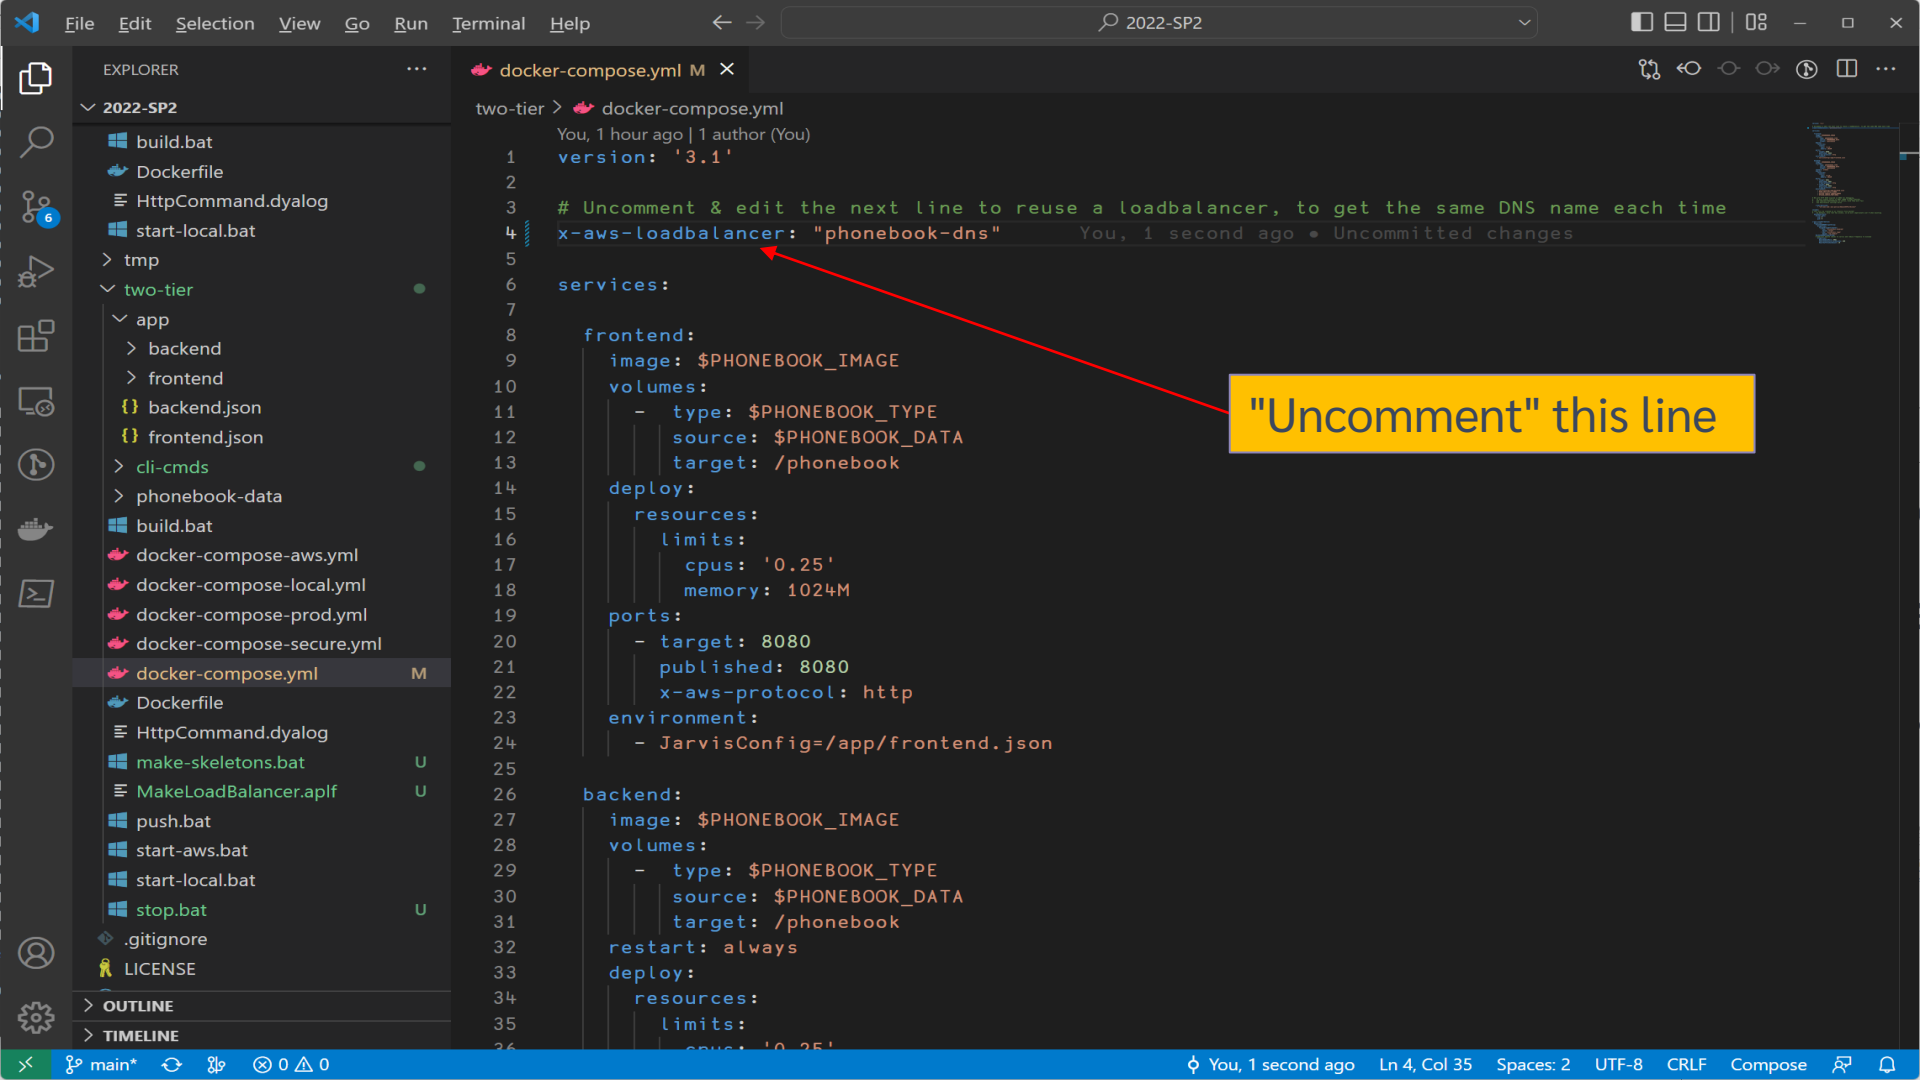 File Edit Selection View Go Run Terminal Help
2022-SP2
EXPLORER
2022-SP2
build.bat
Dockerfile
HttpCommand.dyalog
start-local.bat
tmp
two-tier
app
backend
frontend
{} backend.json
{} frontend.json
cli-cmds
phonebook-data
build.bat
docker-compose-aws.yml
docker-compose-local.yml
docker-compose-prod.yml
docker-compose-secure.yml
docker-compose.yml M
Dockerfile
HttpCommand.dyalog
make-skeletons.bat U
MakeLoadBalancer.aplf U
push.bat
start-aws.bat
start-local.bat
stop.bat U
.gitignore
LICENSE
OUTLINE
TIMELINE
6
docker-compose.yml M
two-tier > docker-compose.yml
You, 1 hour ago | 1 author (You)
1 version: '3.1'
2
3 # Uncomment & edit the next line to reuse a loadbalancer, to get the same DNS name each time
4 x-aws-loadbalancer: "phonebook-dns" You, 1 second ago • Uncommitted changes
5
6 services:
7
8 frontend:
9 image: $PHONEBOOK_IMAGE
10 volumes:
11 - type: $PHONEBOOK_TYPE
12 source: $PHONEBOOK_DATA
13 target: /phonebook
14 deploy:
15 resources:
16 limits:
17 cpus: '0.25'
18 memory: 1024M
19 ports:
20 - target: 8080
21 published: 8080
22 x-aws-protocol: http
23 environment:
24 - JarvisConfig=/app/frontend.json
25
26 backend:
27 image: $PHONEBOOK_IMAGE
28 volumes:
29 - type: $PHONEBOOK_TYPE
30 source: $PHONEBOOK_DATA
31 target: /phonebook
32 restart: always
33 deploy:
34 resources:
35 limits:
36 cpus: '0.25'
"Uncomment" this line
main* 0 0 You, 1 second ago Ln 4, Col 35 Spaces: 2 UTF-8 CRLF Compose